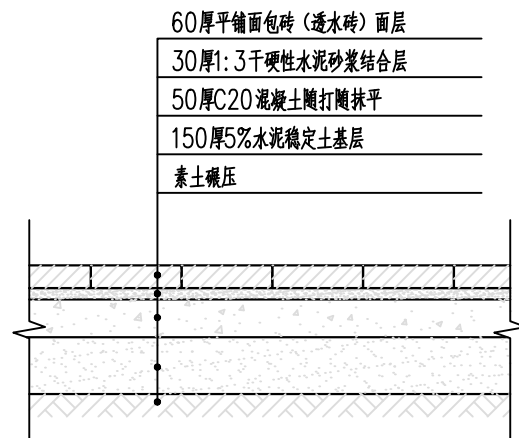 60厚平铺面包砖（透水砖）面层
30厚1:3干硬性水泥砂浆结合层
50厚C20混凝土随打随抹平
150厚5%水泥稳定土基层
素土碾压